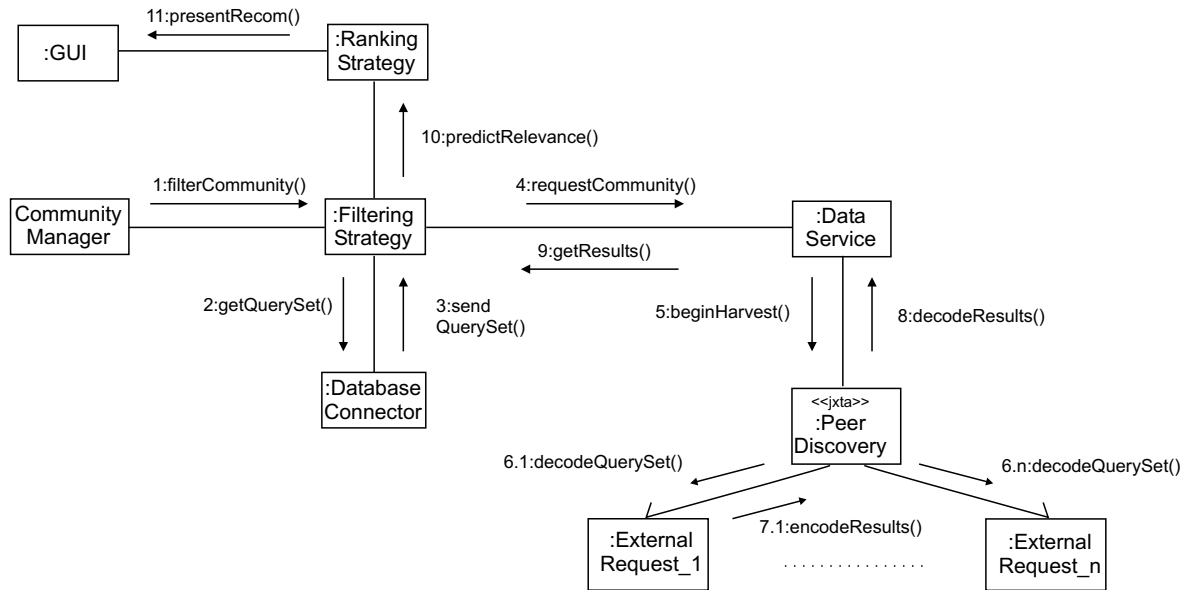 11:presentRecom()
:GUI
:Ranking
Strategy
10:predictRelevance()
1:filterCommunity()
4:requestCommunity()
Community
Manager
:Filtering
Strategy
:Data
Service
9:getResults()
2:getQuerySet()
3:send
QuerySet()
5:beginHarvest()
8:decodeResults()
:Database
Connector
<<jxta>>
:Peer
Discovery
6.1:decodeQuerySet()
6.n:decodeQuerySet()
7.1:encodeResults()
:External
Request_1
:External
Request_n